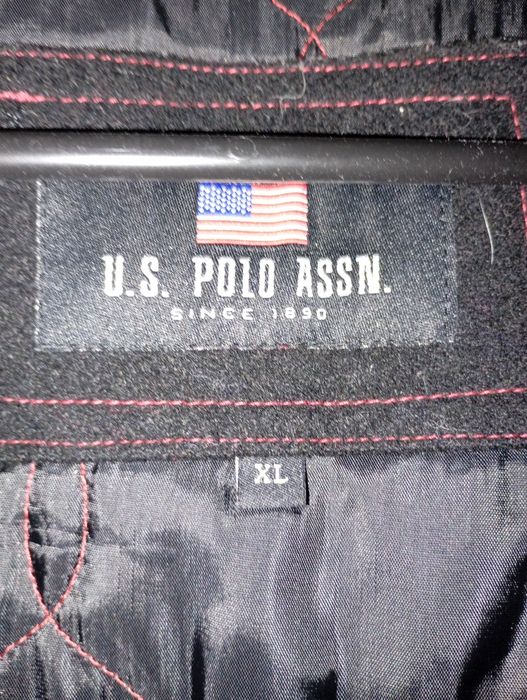 U.S. POLO ASSN.
SINCE 1890
XL